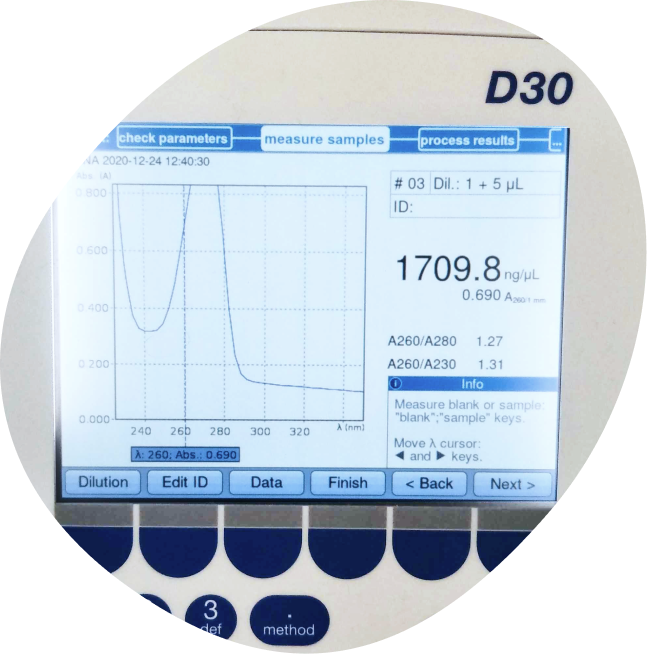 D30
check parameters
measure samples
process results
...
NA 2020-12-24 12:40:30
Abs. (A)
0.800
0.600
0.400
0.200
0.000
240 260 280 300 320 λ [nm]
λ: 260; Abs.: 0.690
# 03 Dil.: 1 + 5 µL
ID:
1709.8 ng/µL
0.690 A260/1 mm
A260/A280 1.27
A260/A230 1.31
Info
Measure blank or sample:
"blank";"sample" keys.
Move λ cursor:
◄ and ► keys.
Dilution
Edit ID
Data
Finish
< Back
Next >
3
def
.
method